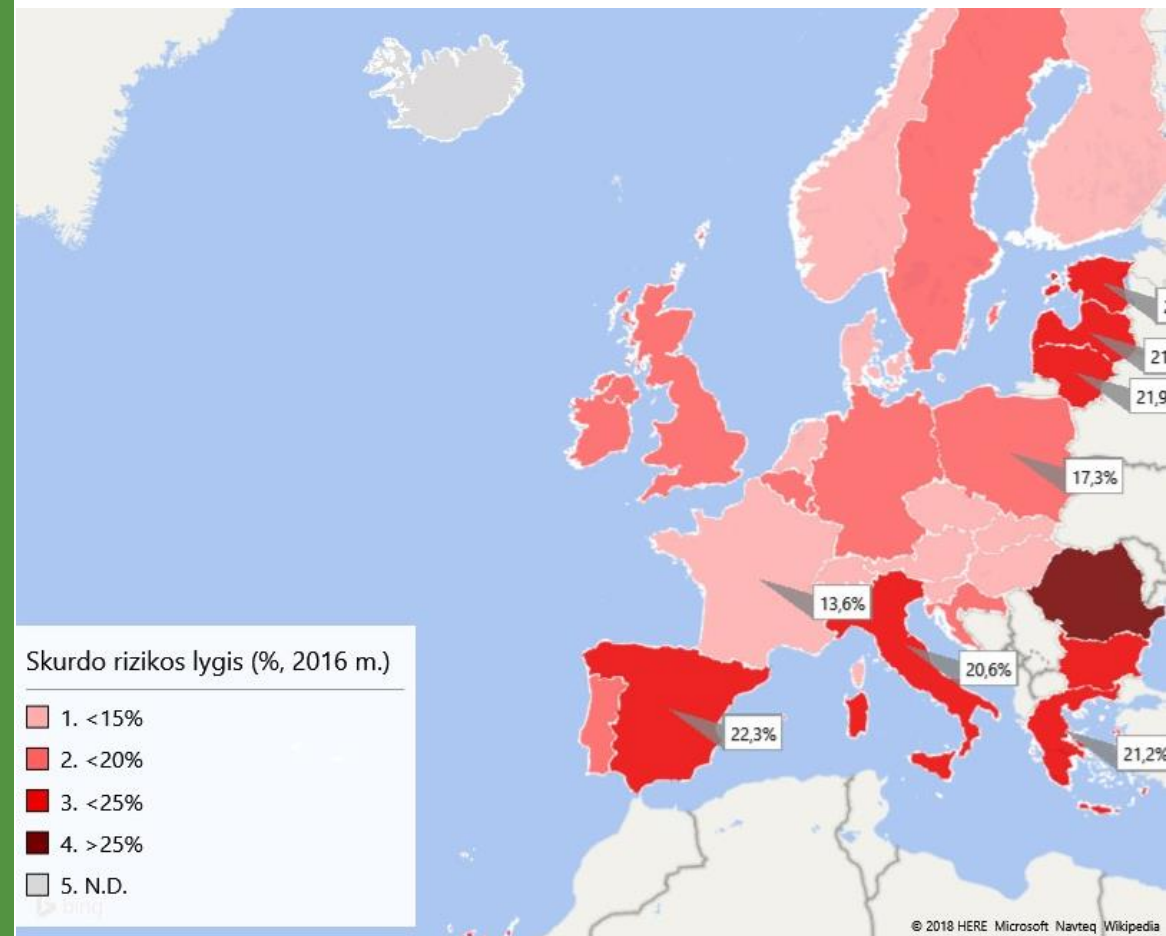 21,9%
17,3%
13,6%
20,6%
22,3%
21,2%
Skurdo rizikos lygis (%, 2016 m.)
1. <15%
2. <20%
3. <25%
4. >25%
5. N.D.
bing
© 2018 HERE Microsoft Navteq Wikipedia